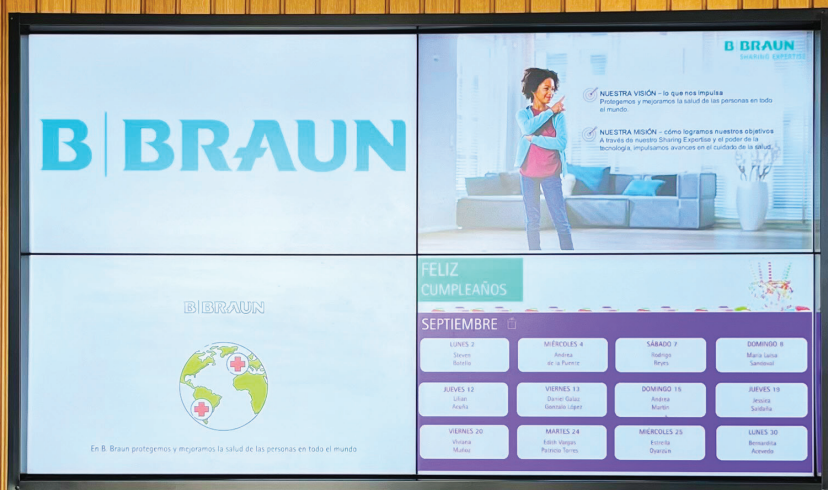 B|BRAUN
B|BRAUN
SHARING EXPERTISE
NUESTRA VISIÓN – lo que nos impulsa
Protegemos y mejoramos la salud de las personas en todo
el mundo.
NUESTRA MISIÓN – cómo logramos nuestros objetivos
A través de nuestro Sharing Expertise y el poder de la
tecnología, impulsamos avances en el cuidado de la salud.
B|BRAUN
En B. Braun protegemos y mejoramos la salud de las personas en todo el mundo
FELIZ
CUMPLEAÑOS
SEPTIEMBRE
LUNES 2
Steven
MIÉRCOLES 4
Andrea
de la Puente
SÁBADO 7
Rodrigo
Reyes
DOMINGO 8
María Luisa
Sandoval
JUEVES 12
Lilian
Acuña
VIERNES 13
Daniel
Gonzalo López
DOMINGO 15
Andrea
Martin
JUEVES 19
Jessica
Saldaña
VIERNES 20
Viviana
MARTES 24
Edith Vargas
Patricia Torres
MIÉRCOLES 25
Estrella
Oyarzún
LUNES 30
Bernardita
Acevedo